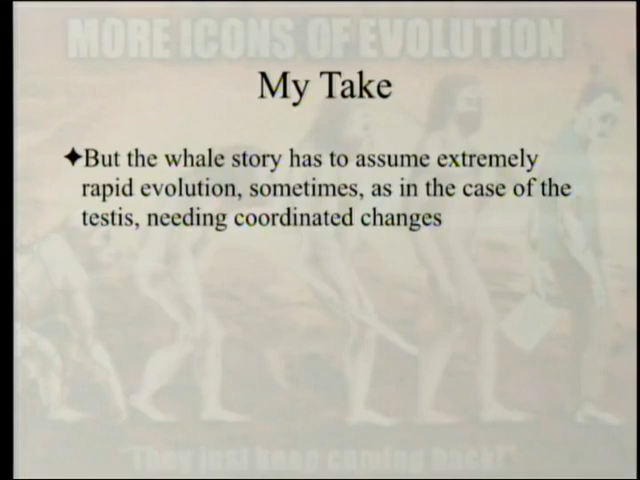 MORE ICONS OF EVOLUTION
My Take
✦But the whale story has to assume extremely
rapid evolution, sometimes, as in the case of the
testis, needing coordinated changes
"They just keep coming back!"